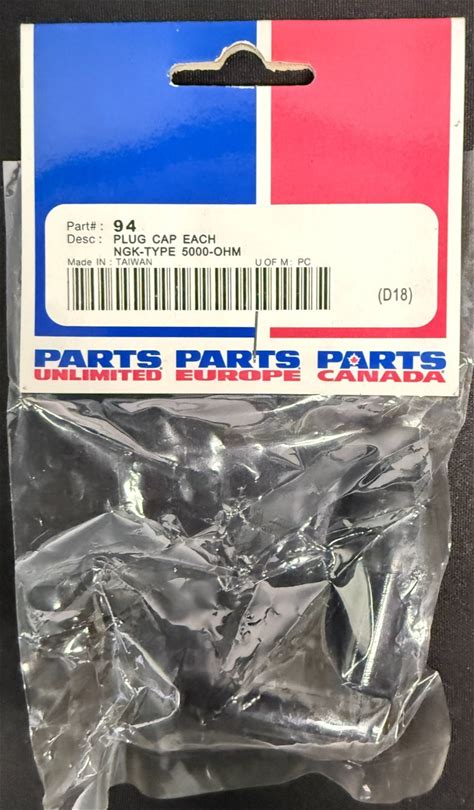 Part# : 94
Desc : PLUG CAP EACH
NGK-TYPE 5000-OHM
Made IN : TAIWAN U OF M : PC
(D18)
PARTS PARTS PARTS
UNLIMITED EUROPE CANADA